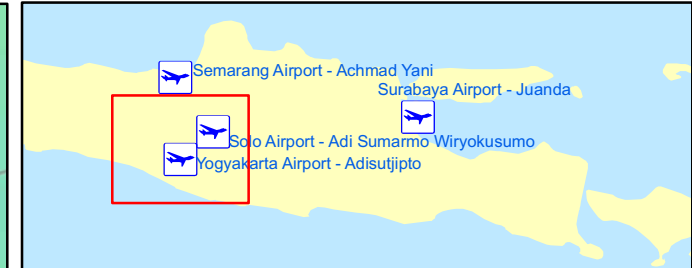 Semarang Airport - Achmad Yani
Surabaya Airport - Juanda
Solo Airport - Adi Sumarmo Wiryokusumo
Yogyakarta Airport - Adisutjipto